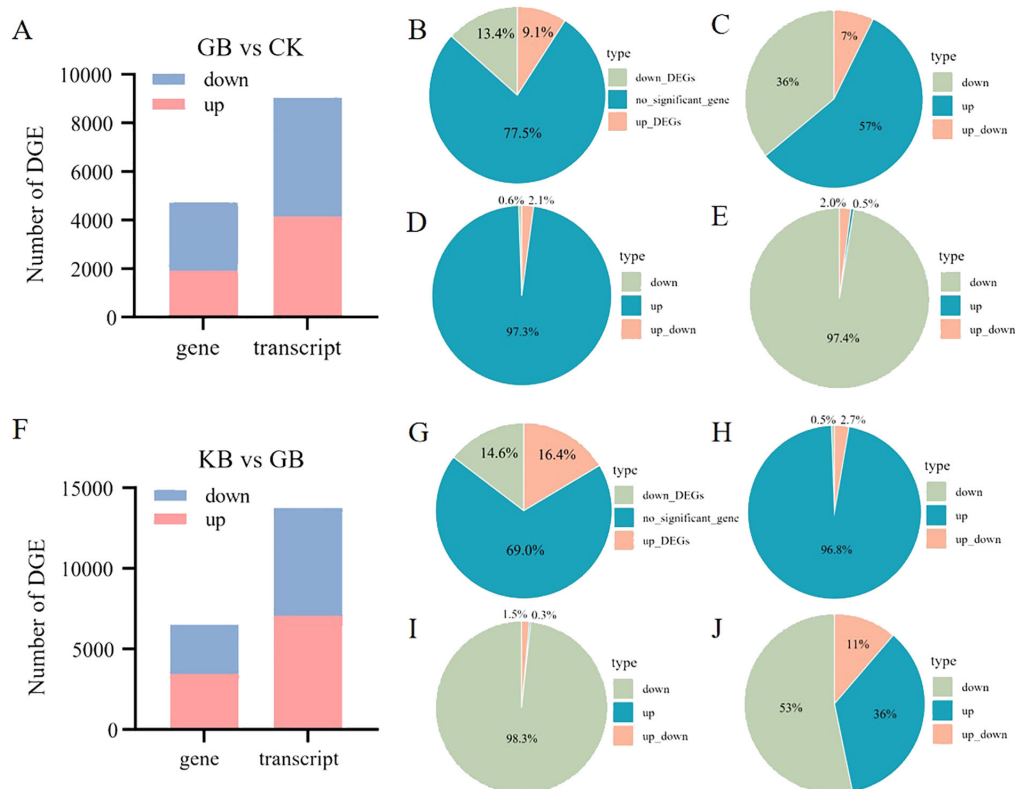 A
GB vs CK
down
up
Number of DGE
10000
8000
6000
4000
2000
0
gene
transcript
B
13.4%
9.1%
77.5%
type
down_DEGs
no_significant_gene
up_DEGs
C
7%
36%
57%
type
down
up
up_down
D
0.6%
2.1%
97.3%
type
down
up
up_down
E
2.0%
0.5%
97.4%
type
down
up
up_down
F
KB vs GB
down
up
Number of DGE
15000
10000
5000
0
gene
transcript
G
14.6%
16.4%
69.0%
type
down_DEGs
no_significant_gene
up_DEGs
H
0.5%
2.7%
96.8%
type
down
up
up_down
I
1.5%
0.3%
98.3%
type
down
up
up_down
J
11%
53%
36%
type
down
up
up_down